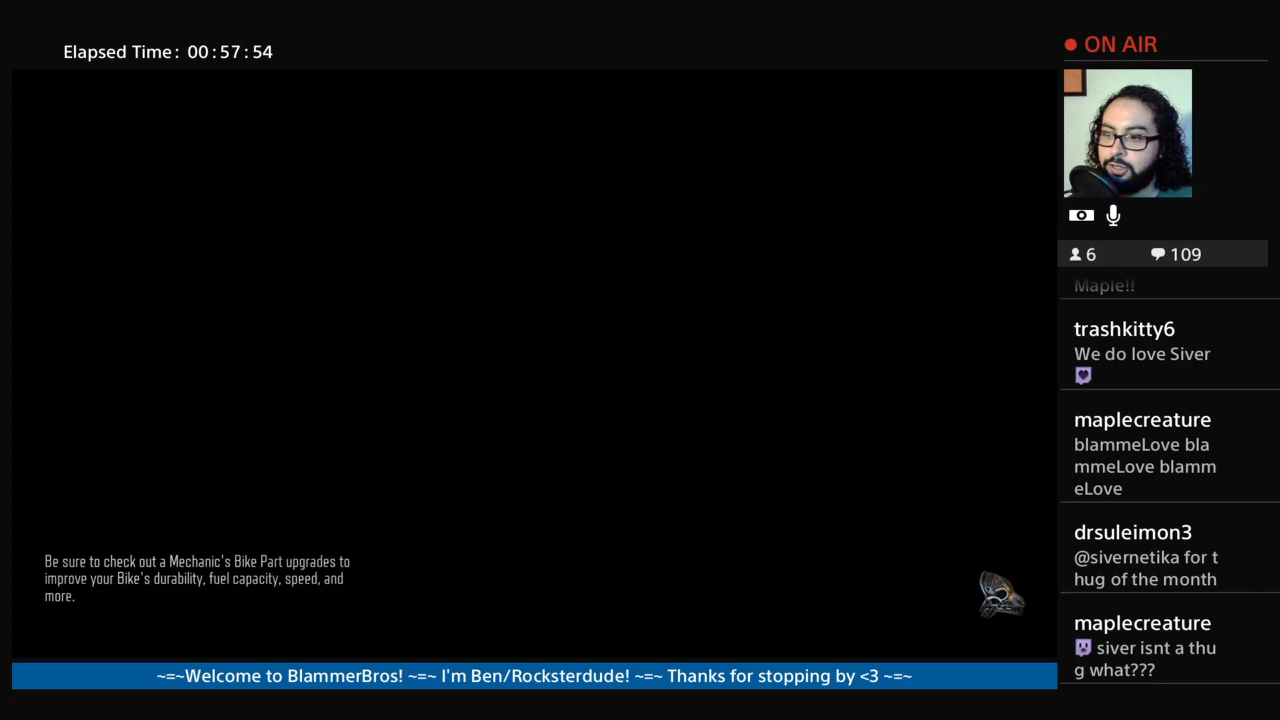 Elapsed Time: 00:57:54
ON AIR
6
109
Maple!!
trashkitty6
We do love Siver
maplecreature
blammeLove bla
mmeLove blamm
eLove
drsuleimon3
@sivernetika for t
hug of the month
maplecreature
siver isnt a thu
g what???
Be sure to check out a Mechanic's Bike Part upgrades to
improve your Bike's durability, fuel capacity, speed, and
more.
~=~Welcome to BlammerBros! ~=~ I'm Ben/Rocksterdude! ~=~ Thanks for stopping by <3 ~=~